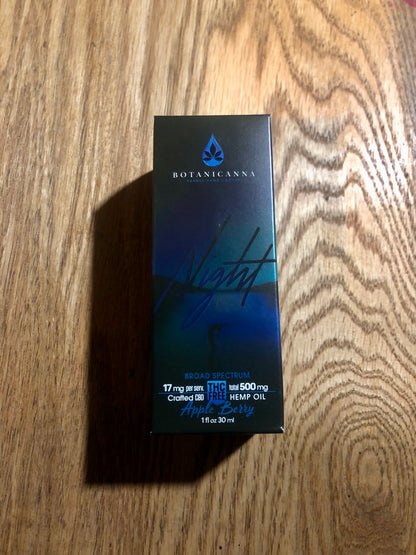 BOTANICANNA
Night
BROAD SPECTRUM
17 mg per serv. THC FREE total 500 mg
Crafted CBD HEMP OIL
Apple Berry
1 fl oz 30 ml